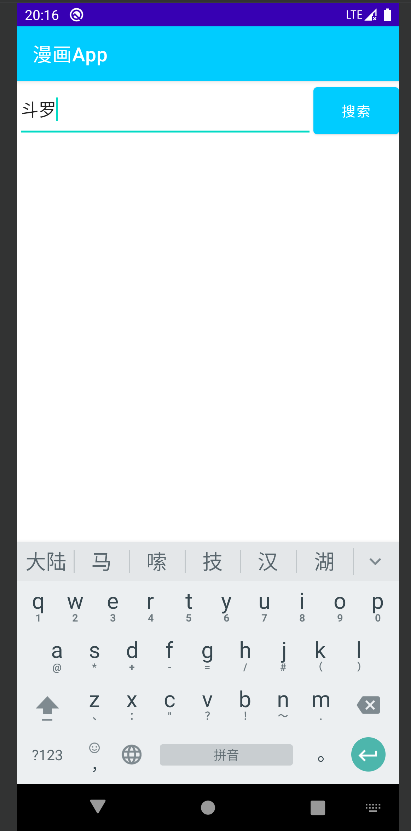 20:16 LTE
漫画App
斗罗 搜索
大陆 马 嗦 技 汉 湖
q w e r t y u i o p
1 2 3 4 5 6 7 8 9 0
a s d f g h j k l
@ * + - = / # （ ）
z x c v b n m
、 ： “ ？ ！ ～ .
?123 ， 拼音 。